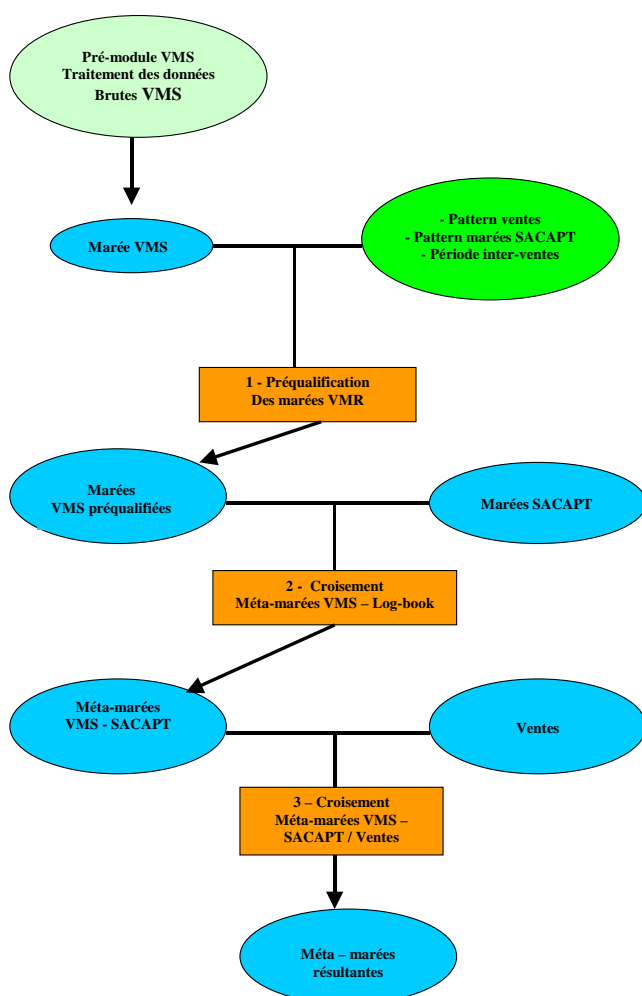 Pré-module VMS
Traitement des données
Brutes VMS
Marée VMS
- Pattern ventes
- Pattern marées SACAPT
- Période inter-ventes
1 - Préqualification
Des marées VMR
Marées
VMS préqualifiées
Marées SACAPT
2 - Croisement
Méta-marées VMS – Log-book
Méta-marées
VMS - SACAPT
Ventes
3 – Croisement
Méta-marées VMS –
SACAPT / Ventes
Méta – marées
résultantes